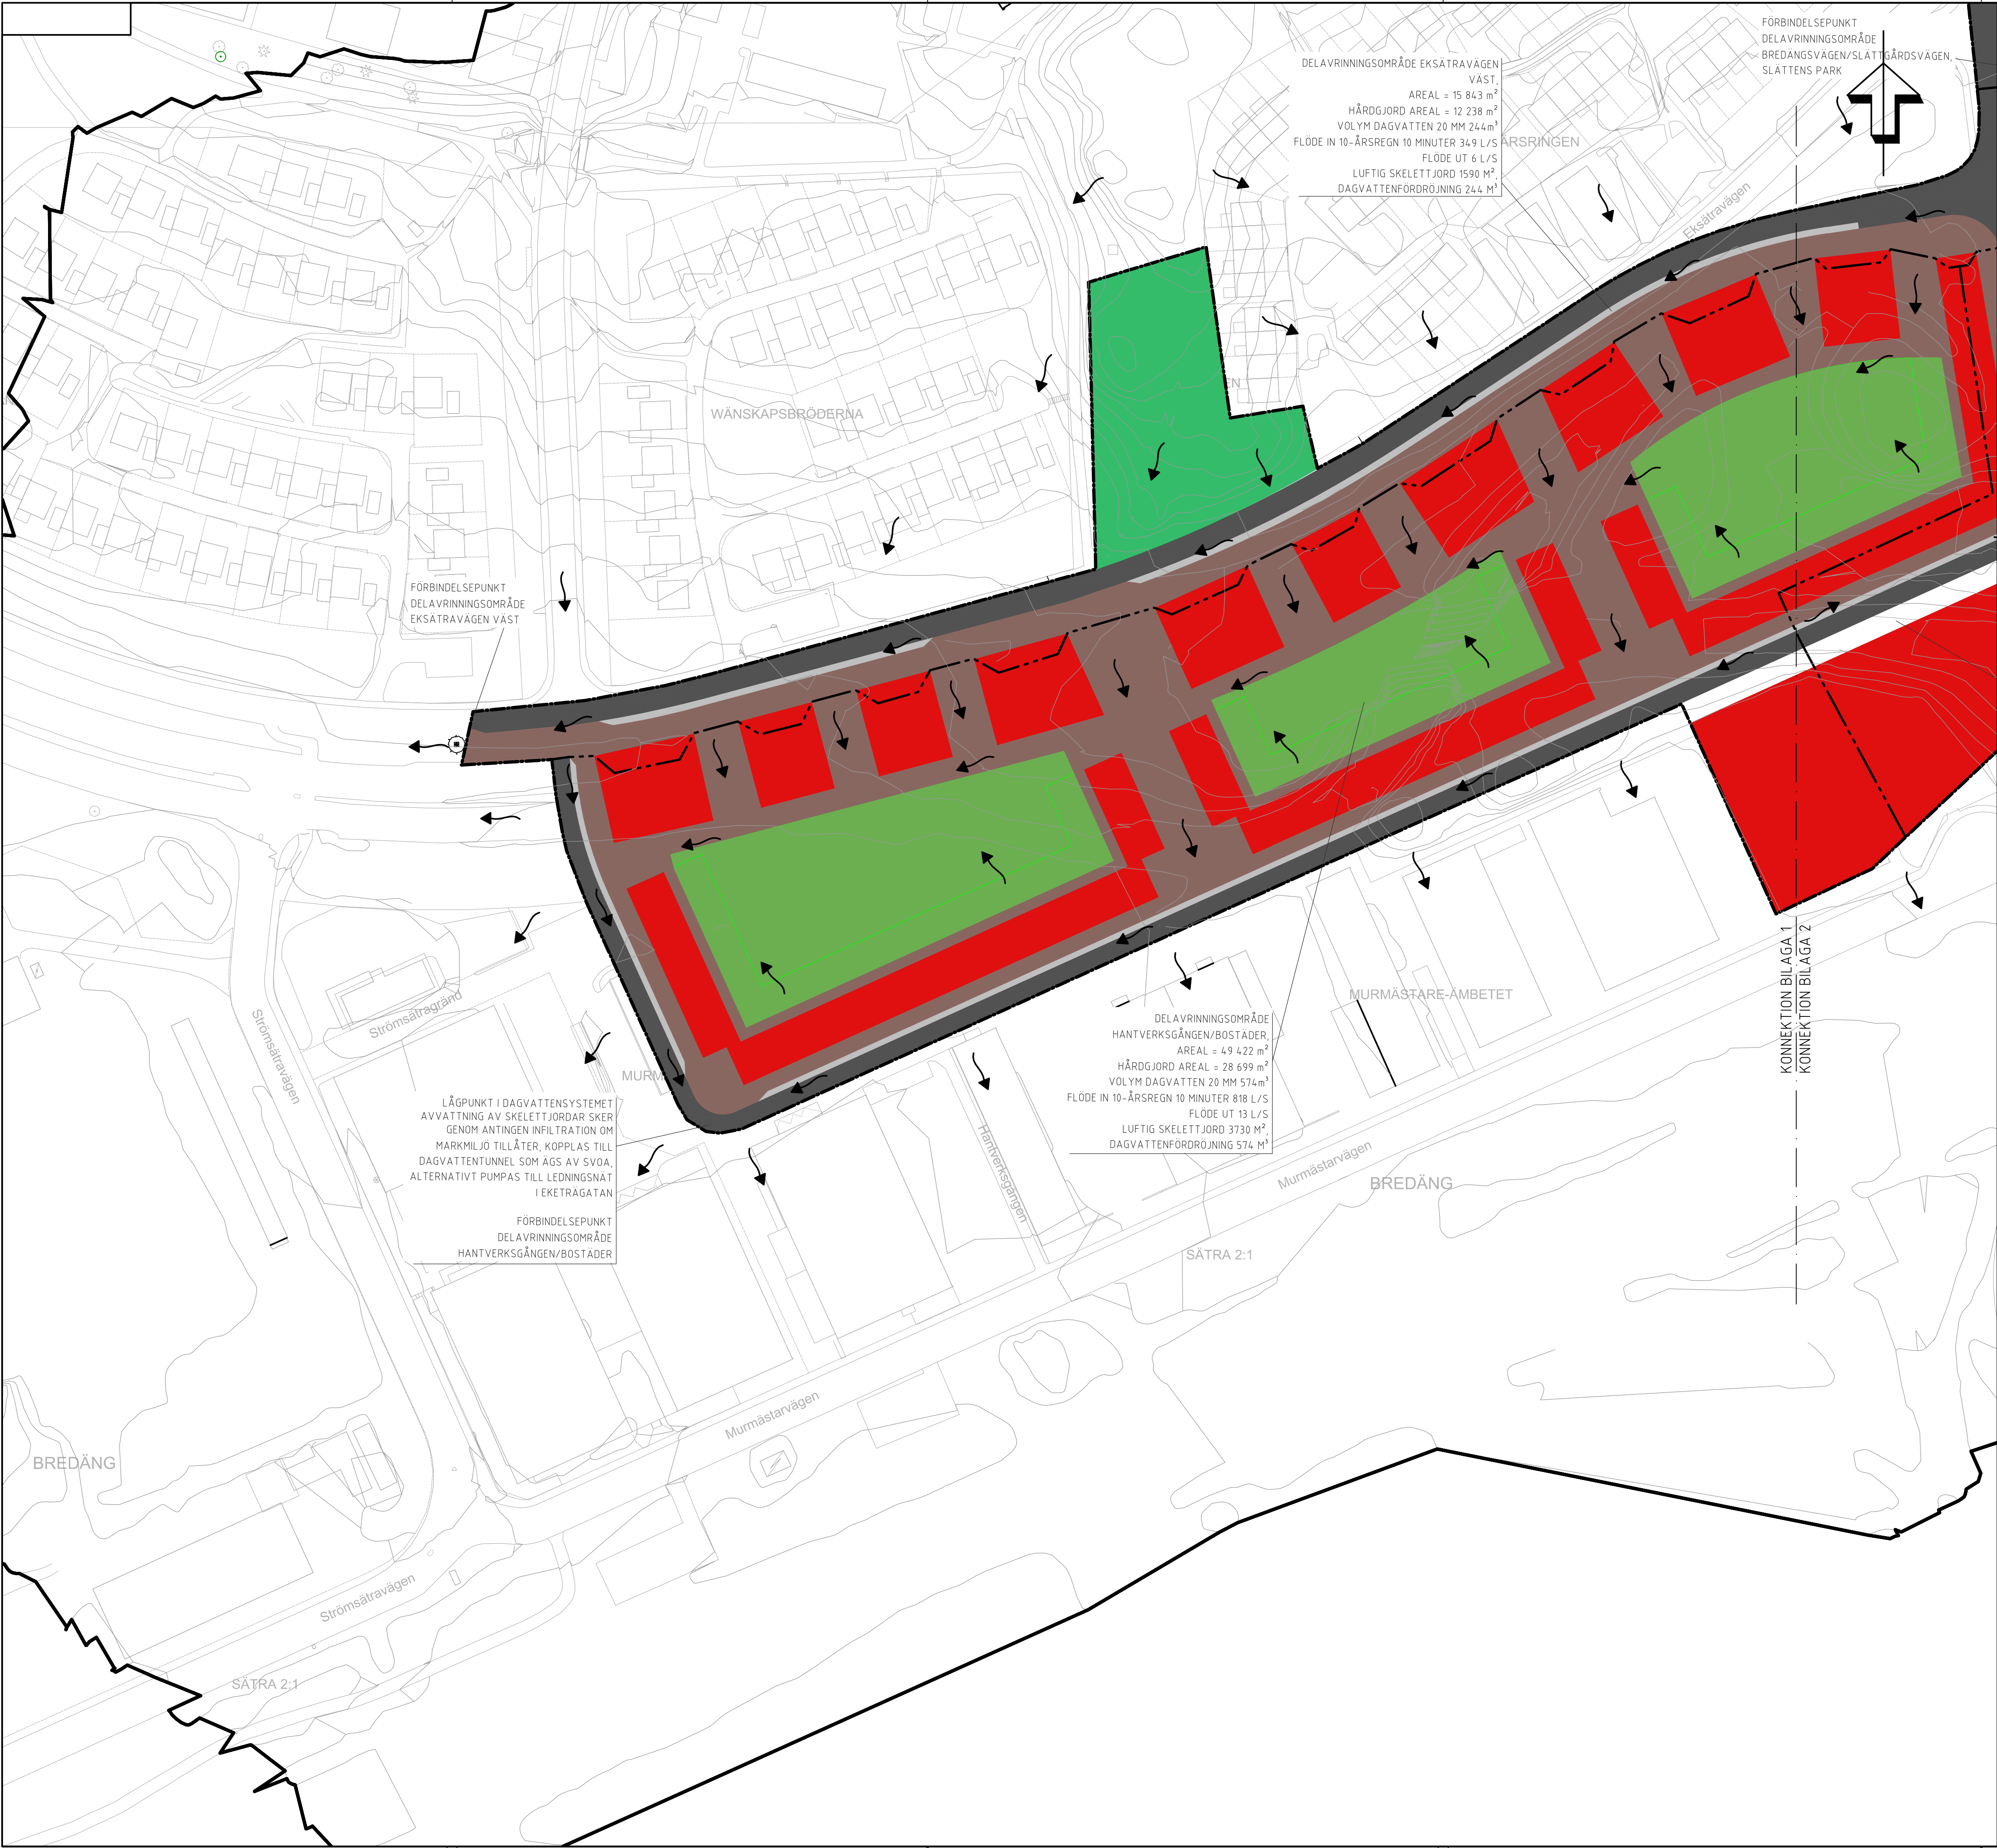 FÖRBINDELSEPUNKT
DELAVRINNINGSOMRÅDE
BREDÄNGSVÄGEN/SLÄTTGÅRDSVÄGEN,
SLÄTTENS PARK
DELAVRINNINGSOMRÅDE EKSÄTRAVÄGEN
VÄST,
AREAL = 15 843 m²
HÅRDGJORD AREAL = 12 238 m²
VOLYM DAGVATTEN 20 MM 244m³
FLÖDE IN 10-ÅRSREGN 10 MINUTER 349 L/S
FLÖDE UT 6 L/S
LUFTIG SKELETTJORD 1590 M²,
DAGVATTENFÖRDRÖJNING 244 M³
ÅRSRINGEN
Eksätravägen
EN
WÄNSKAPSBRÖDERNA
FÖRBINDELSEPUNKT
DELAVRINNINGSOMRÅDE
EKSÄTRAVÄGEN VÄST
KONNEKTION BILAGA 1
KONNEKTION BILAGA 2
MURMÄSTARE-ÄMBETET
Strömsätragränd
Strömsätravägen
MURM
DELAVRINNINGSOMRÅDE
HANTVERKSGÅNGEN/BOSTÄDER,
AREAL = 49 422 m²
HÅRDGJORD AREAL = 28 699 m²
VOLYM DAGVATTEN 20 MM 574m³
FLÖDE IN 10-ÅRSREGN 10 MINUTER 818 L/S
FLÖDE UT 13 L/S
LUFTIG SKELETTJORD 3730 M²,
DAGVATTENFÖRDRÖJNING 574 M³
LÅGPUNKT I DAGVATTENSYSTEMET
AVVATTNING AV SKELETTJORDAR SKER
GENOM ANTINGEN INFILTRATION OM
MARKMILJÖ TILLÅTER, KOPPLAS TILL
DAGVATTENTUNNEL SOM ÄGS AV SVOA,
ALTERNATIVT PUMPAS TILL LEDNINGSNÄT
I EKETRÄGATAN
FÖRBINDELSEPUNKT
DELAVRINNINGSOMRÅDE
HANTVERKSGÅNGEN/BOSTÄDER
Hantverksgången
Murmästarvägen
BREDÄNG
SÄTRA 2:1
Murmästarvägen
BREDÄNG
Strömsätravägen
SÄTRA 2:1